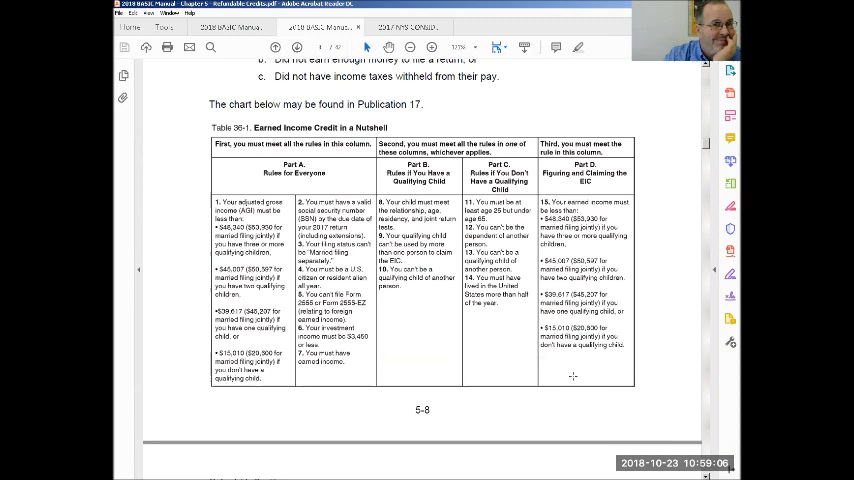 2018 BASIC Manual - Chapter 5 - Refundable Credits.pdf - Adobe Acrobat Reader DC
File Edit View Window Help
Home Tools 2018 BASIC Manua... 2018 BASIC Manua... × 2017 NYS CONSID...
/ 42 121%
b. Did not earn enough money to file a return, or
c. Did not have income taxes withheld from their pay.
The chart below may be found in Publication 17.
Table 36-1. Earned Income Credit in a Nutshell
First, you must meet all the rules in this column.
Second, you must meet all the rules in one of
these columns, whichever applies.
Third, you must meet the
rule in this column.
Part A.
Rules for Everyone
Part B.
Rules if You Have a
Qualifying Child
Part C.
Rules if You Don't
Have a Qualifying
Child
Part D.
Figuring and Claiming the
EIC
1. Your adjusted gross
income (AGI) must be
less than:
• $48,340 ($53,930 for
married filing jointly) if
you have three or more
qualifying children,
• $45,007 ($50,597 for
married filing jointly) if
you have two qualifying
children,
•$39,617 ($45,207 for
married filing jointly) if
you have one qualifying
child, or
• $15,010 ($20,600 for
married filing jointly) if
you don't have a
qualifying child.
2. You must have a valid
social security number
(SSN) by the due date of
your 2017 return
(including extensions).
3. Your filing status can't
be "Married filing
separately."
4. You must be a U.S.
citizen or resident alien
all year.
5. You can't file Form
2555 or Form 2555-EZ
(relating to foreign
earned income).
6. Your investment
income must be $3,450
or less.
7. You must have
earned income.
8. Your child must meet
the relationship, age,
residency, and joint return
tests.
9. Your qualifying child
can't be used by more
than one person to claim
the EIC.
10. You can't be a
qualifying child of another
person.
11. You must be at
least age 25 but under
age 65.
12. You can't be the
dependent of another
person.
13. You can't be a
qualifying child of
another person.
14. You must have
lived in the United
States more than half
of the year.
15. Your earned income must
be less than:
• $48,340 ($53,930 for
married filing jointly) if you
have three or more qualifying
children,
• $45,007 ($50,597 for
married filing jointly) if you
have two qualifying children,
• $39,617 ($45,207 for
married filing jointly) if you
have one qualifying child, or
• $15,010 ($20,600 for
married filing jointly) if you
don't have a qualifying child.
5-8
2018-10-23 10:59:06